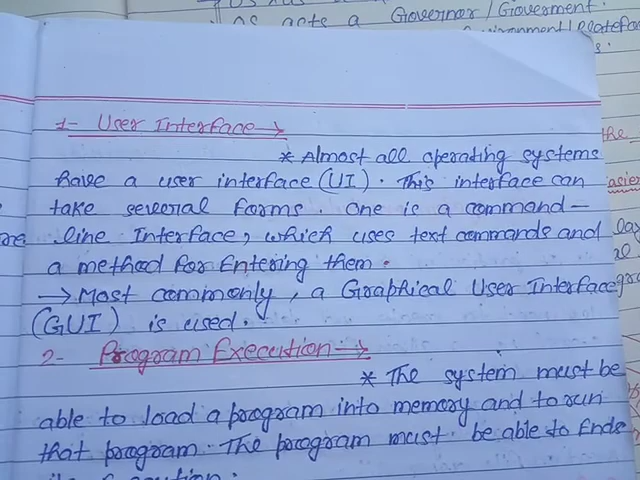 as acts a Governor/Goverment.
1- User Interface→
* Almost all operating systems
have a user interface (UI). This interface can
take several forms. One is a command-
line Interface, which uses text commands and
a method for Entering them.
→ Most commonly, a Graphical User Interface
(GUI) is used.
2- Program Execution→
* The system must be
able to load a program into memory and to run
that program. The program must be able to Ends